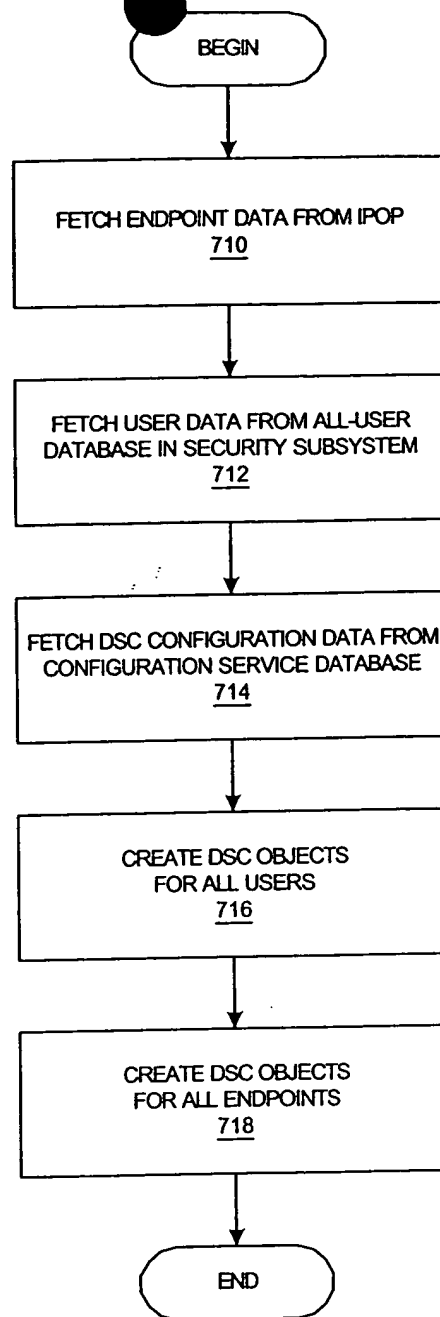 BEGIN
FETCH ENDPOINT DATA FROM IPOP
710
FETCH USER DATA FROM ALL-USER
DATABASE IN SECURITY SUBSYSTEM
712
FETCH DSC CONFIGURATION DATA FROM
CONFIGURATION SERVICE DATABASE
714
CREATE DSC OBJECTS
FOR ALL USERS
716
CREATE DSC OBJECTS
FOR ALL ENDPOINTS
718
END